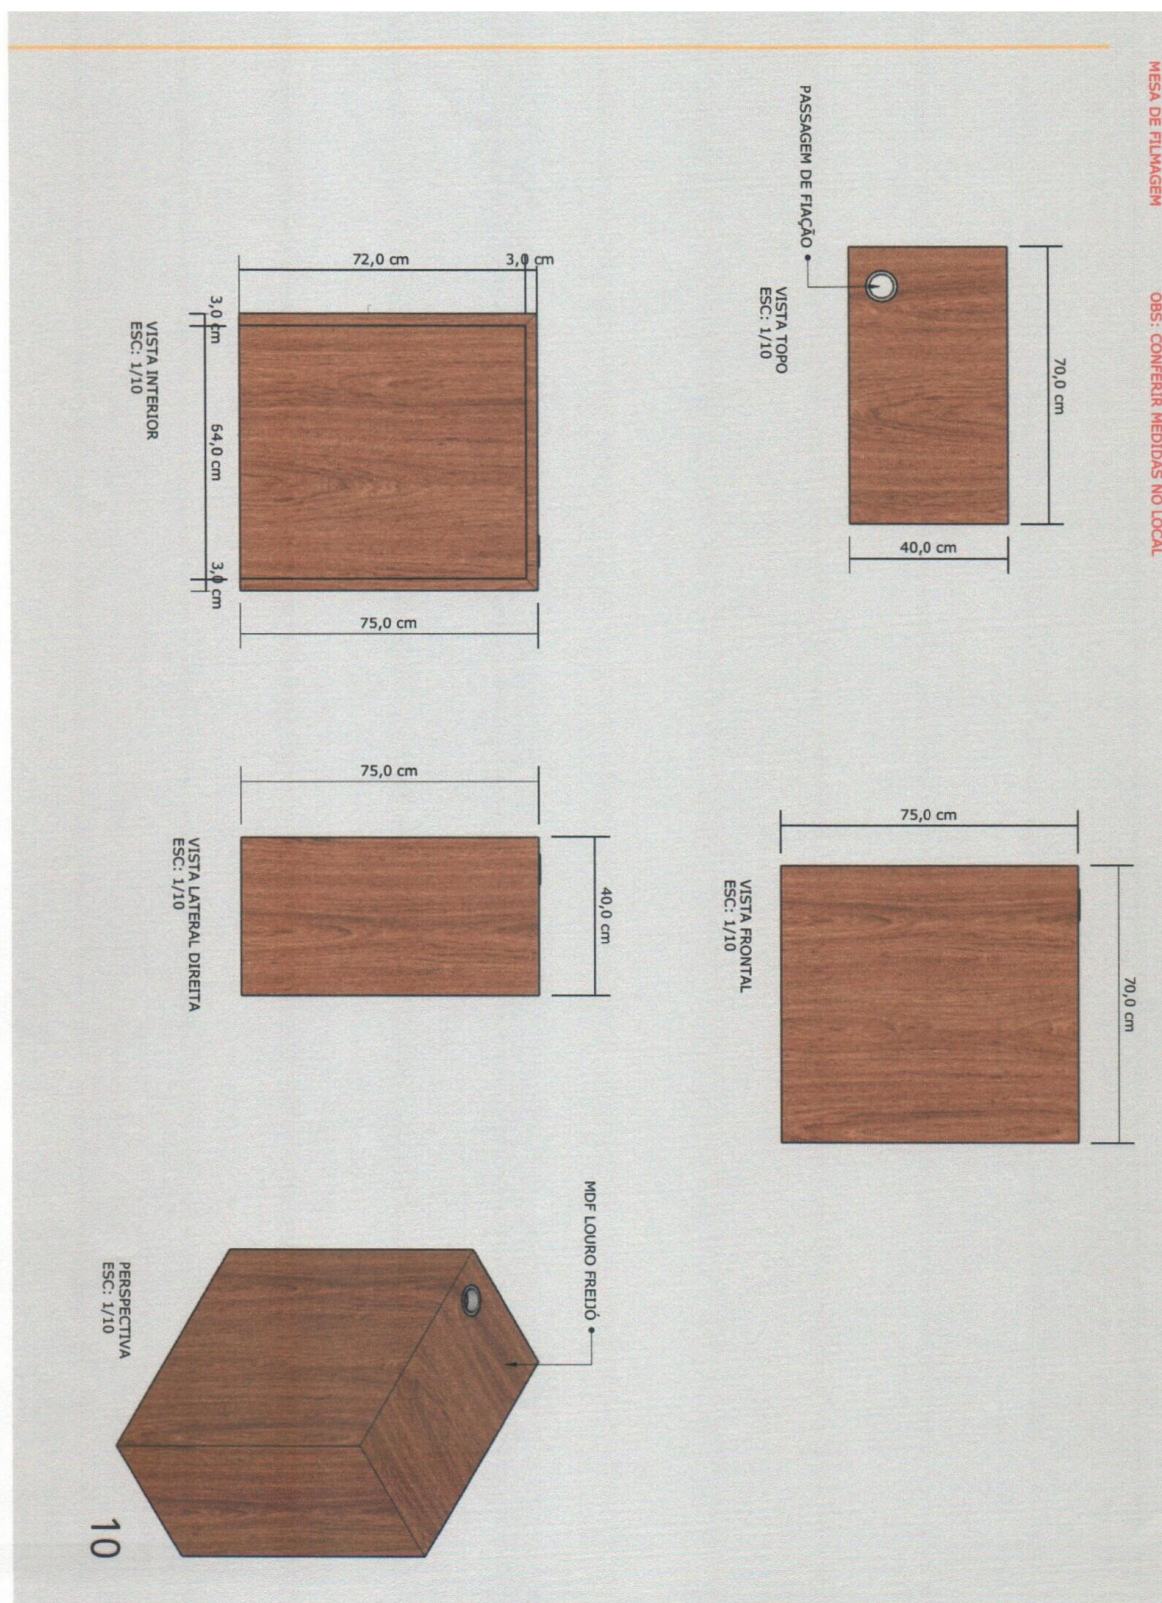 MESA DE FILMAGEM
OBS: CONFERIR MEDIDAS NO LOCAL
70,0 cm
40,0 cm
PASSAGEM DE FIAÇÃO
VISTA TOPO
ESC: 1/10
70,0 cm
75,0 cm
VISTA FRONTAL
ESC: 1/10
3,0 cm
72,0 cm
75,0 cm
3,0 cm
64,0 cm
3,0 cm
VISTA INTERIOR
ESC: 1/10
40,0 cm
75,0 cm
VISTA LATERAL DIREITA
ESC: 1/10
MDF LOURO FREIJÓ
PERSPECTIVA
ESC: 1/10
10